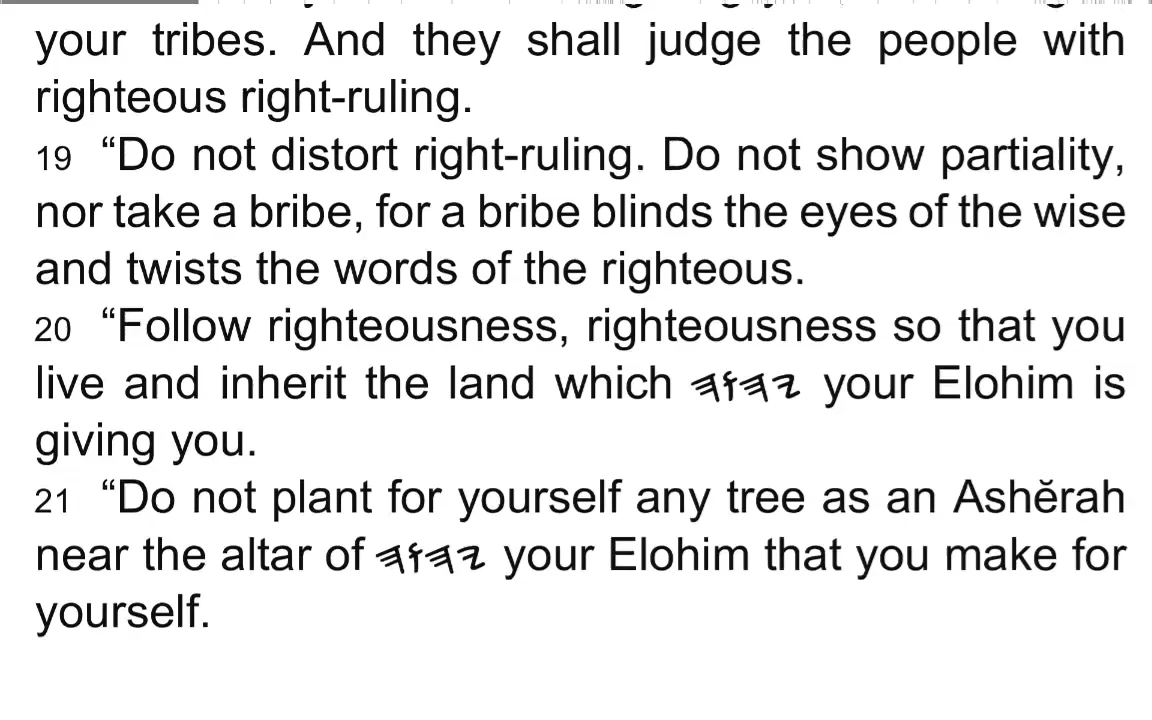 your tribes. And they shall judge the people with
righteous right-ruling.
19 “Do not distort right-ruling. Do not show partiality,
nor take a bribe, for a bribe blinds the eyes of the wise
and twists the words of the righteous.
20 “Follow righteousness, righteousness so that you
live and inherit the land which 𐤉𐤄𐤅𐤄 your Elohim is
giving you.
21 “Do not plant for yourself any tree as an Ashĕrah
near the altar of 𐤉𐤄𐤅𐤄 your Elohim that you make for
yourself.